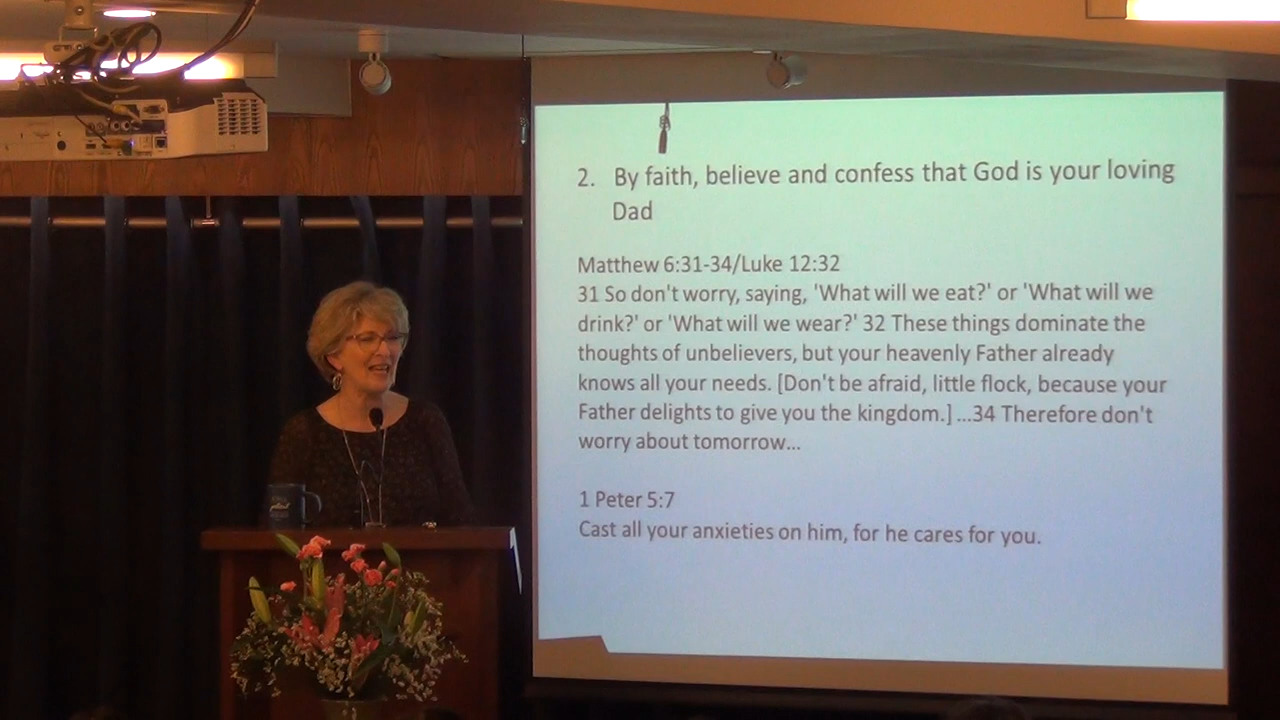 2. By faith, believe and confess that God is your loving
Dad
Matthew 6:31-34/Luke 12:32
31 So don't worry, saying, 'What will we eat?' or 'What will we
drink?' or 'What will we wear?' 32 These things dominate the
thoughts of unbelievers, but your heavenly Father already
knows all your needs. [Don't be afraid, little flock, because your
Father delights to give you the kingdom.] ...34 Therefore don't
worry about tomorrow...
1 Peter 5:7
Cast all your anxieties on him, for he cares for you.